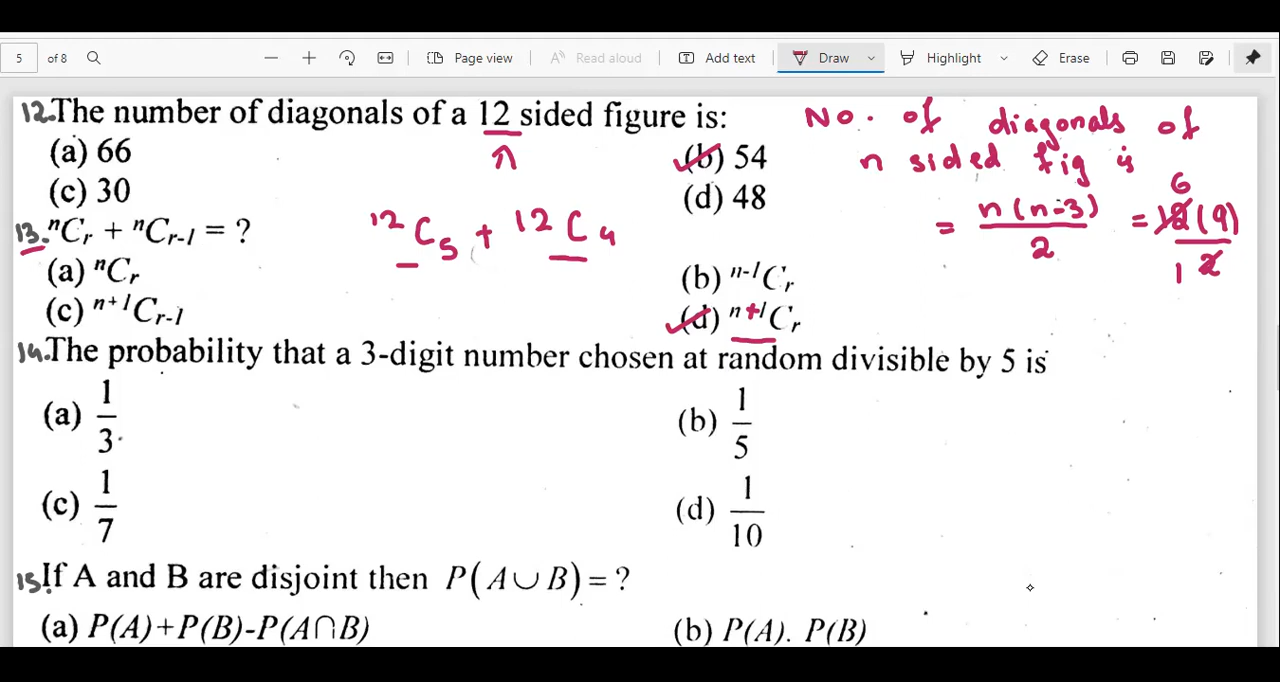 5 of 8 Page view Read aloud Add text Draw Highlight Erase
12.The number of diagonals of a 12 sided figure is:
n
(a) 66 (b) 54
(c) 30 (d) 48
No. of diagonals of
n sided fig is
= n(n-3)/2 = 12(9)/2
6
1
13. ⁿCᵣ + ⁿCᵣ₋₁ = ?
¹²C₅ + ¹²C₄
(a) ⁿCᵣ (b) ⁿ⁻¹Cᵣ
(c) ⁿ⁺¹Cᵣ₋₁ (d) ⁿ⁺¹Cᵣ
14.The probability that a 3-digit number chosen at random divisible by 5 is
(a) 1/3 (b) 1/5
(c) 1/7 (d) 1/10
15.If A and B are disjoint then P(A∪B)= ?
(a) P(A)+P(B)-P(A∩B) (b) P(A). P(B)